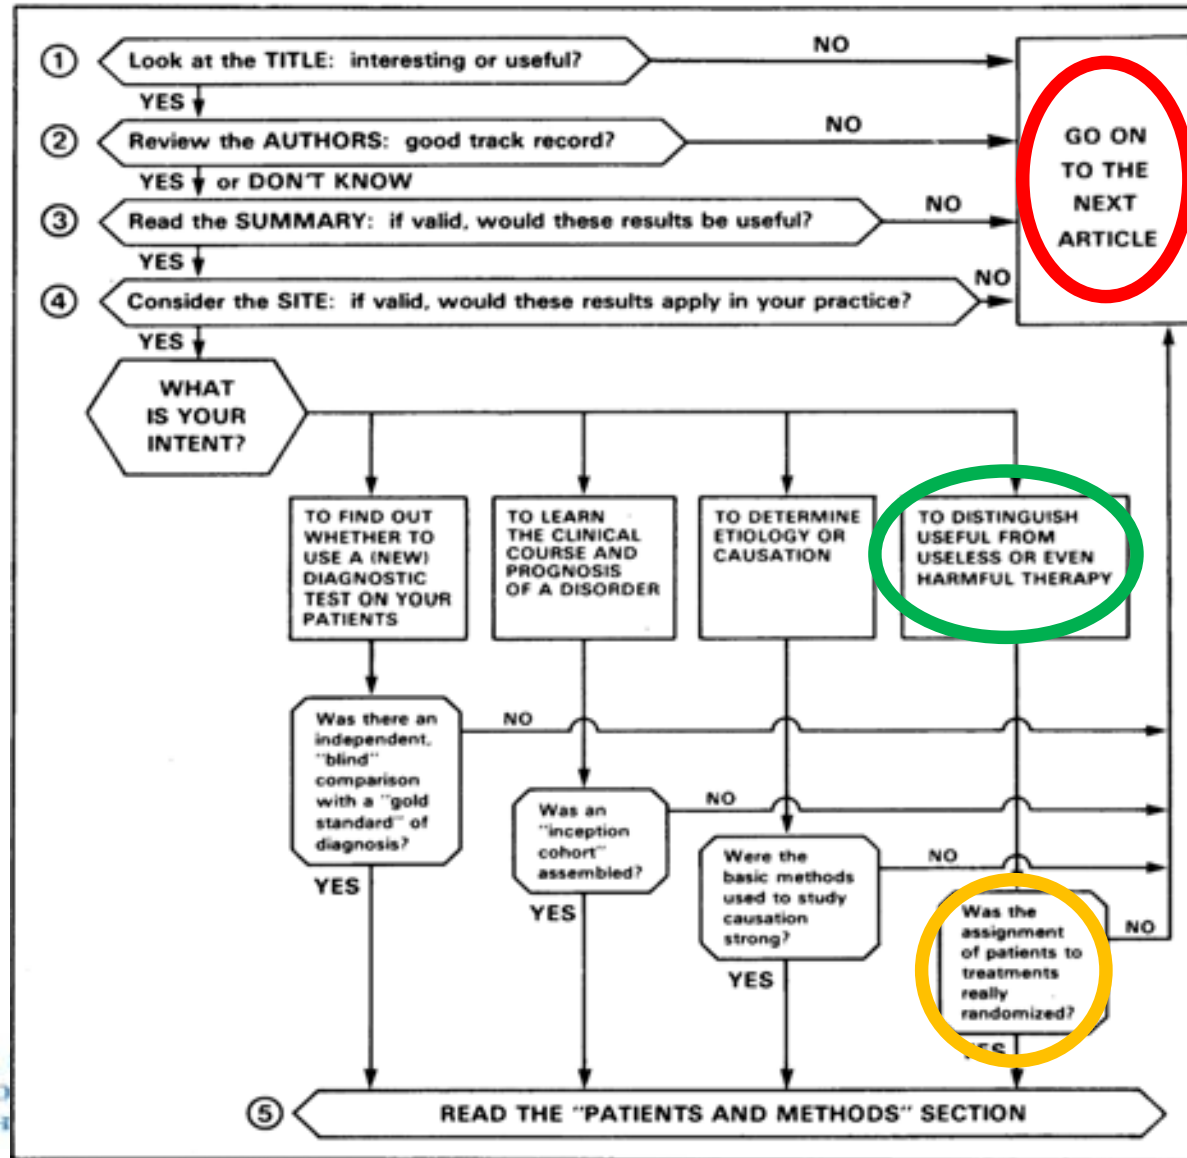 ① Look at the TITLE: interesting or useful?
NO
YES
② Review the AUTHORS: good track record?
NO
YES or DON'T KNOW
③ Read the SUMMARY: if valid, would these results be useful?
NO
YES
④ Consider the SITE: if valid, would these results apply in your practice?
NO
YES
GO ON
TO THE
NEXT
ARTICLE
WHAT
IS YOUR
INTENT?
TO FIND OUT
WHETHER TO
USE A (NEW)
DIAGNOSTIC
TEST ON YOUR
PATIENTS
TO LEARN
THE CLINICAL
COURSE AND
PROGNOSIS
OF A DISORDER
TO DETERMINE
ETIOLOGY OR
CAUSATION
TO DISTINGUISH
USEFUL FROM
USELESS OR EVEN
HARMFUL THERAPY
Was there an
independent,
"blind"
comparison
with a "gold
standard" of
diagnosis?
NO
YES
Was an
"inception
cohort"
assembled?
NO
YES
Were the
basic methods
used to study
causation
strong?
NO
YES
Was the
assignment
of patients to
treatments
really
randomized?
NO
YES
⑤ READ THE "PATIENTS AND METHODS" SECTION